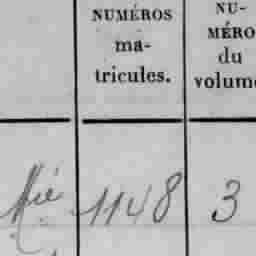 NUMÉROS
ma-
tricules.
NU-
MÉRO
du
volume
1148
3